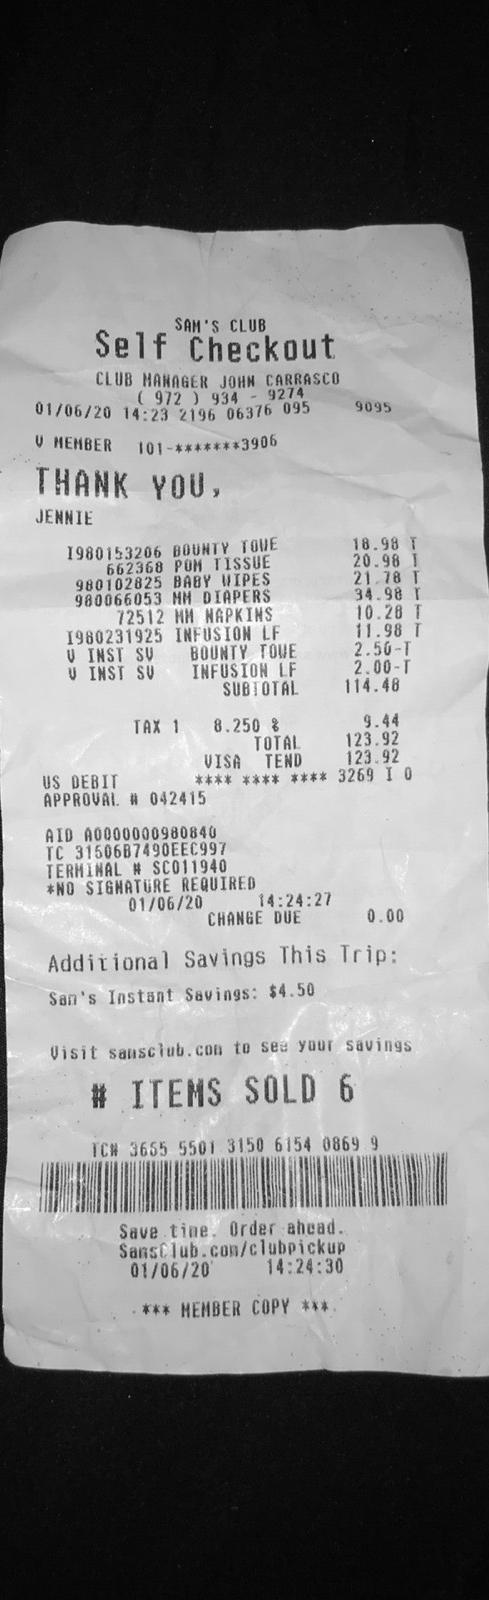 SAM'S CLUB
Self Checkout
CLUB MANAGER JOHN CARRASCO
( 972 ) 934 - 9274
01/06/20 14:23 2196 06376 095 9095
V MEMBER 101-*******3906
THANK YOU,
JENNIE
I980153206 BOUNTY TOWE 18.98 T
662368 POM TISSUE 20.98 T
980102825 BABY WIPES 21.78 T
980066053 MM DIAPERS 34.98 T
72512 MM NAPKINS 10.28 T
I980231925 INFUSION LF 11.98 T
V INST SV BOUNTY TOWE 2.50-T
V INST SV INFUSION LF 2.00-T
SUBTOTAL 114.48
TAX 1 8.250 % 9.44
TOTAL 123.92
VISA TEND 123.92
US DEBIT **** **** **** 3269 I 0
APPROVAL # 042415
AID A0000000980840
TC 31506B7490EEC997
TERMINAL # SC011940
*NO SIGNATURE REQUIRED
01/06/20 14:24:27
CHANGE DUE 0.00
Additional Savings This Trip:
Sam's Instant Savings: $4.50
Visit samsclub.com to see your savings
# ITEMS SOLD 6
TC# 3655 5501 3150 6154 0869 9
Save time. Order ahead.
SamsClub.com/clubpickup
01/06/20 14:24:30
*** MEMBER COPY ***